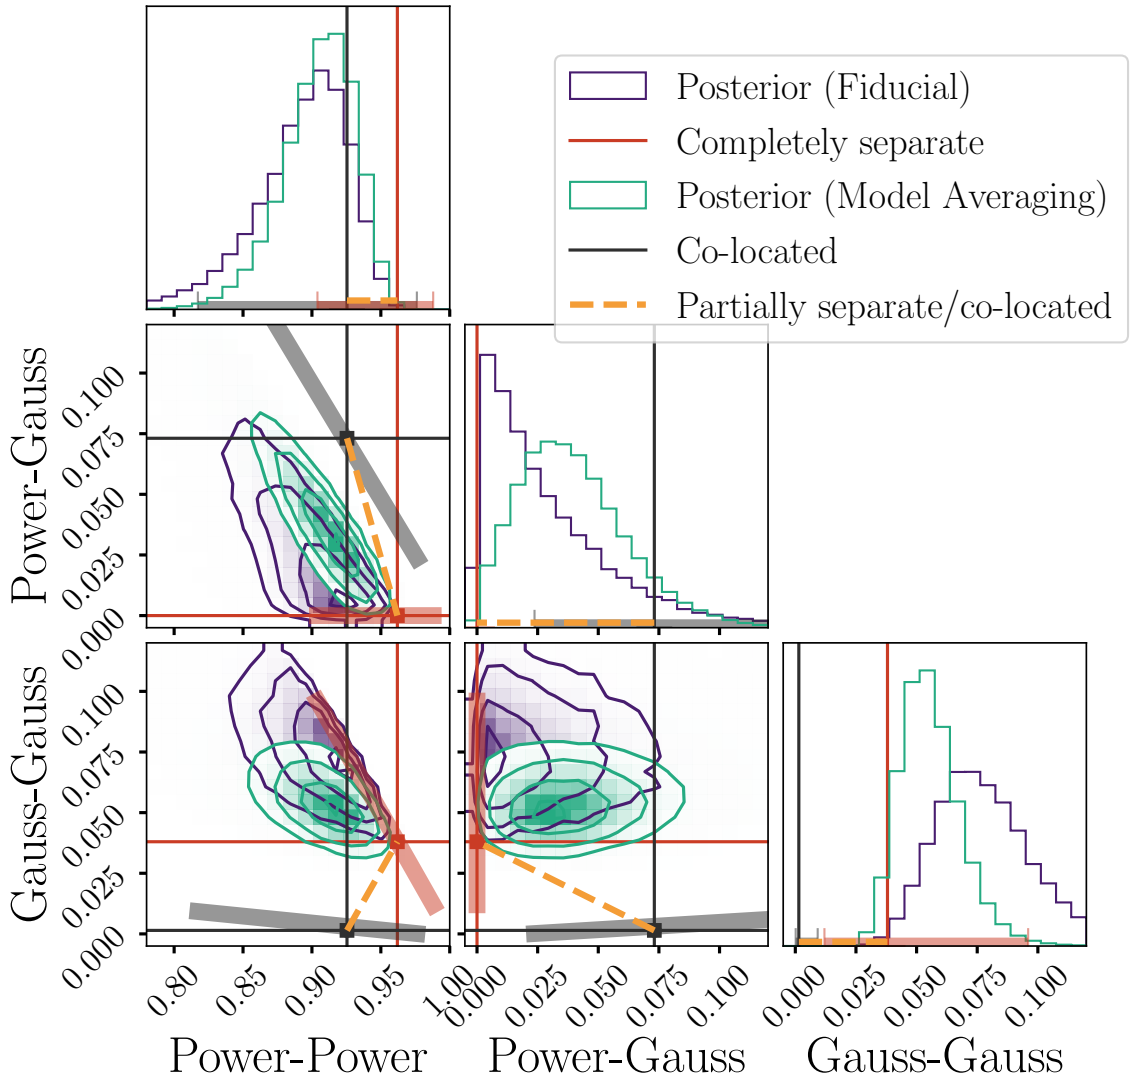 Posterior (Fiducial)
Completely separate
Posterior (Model Averaging)
Co-located
Partially separate/co-located
Power-Gauss
0.100
0.075
0.050
0.025
0.000
Gauss-Gauss
0.100
0.075
0.050
0.025
0.000
0.80
0.85
0.90
0.95
1.00
Power-Power
0.000
0.025
0.050
0.075
0.100
Power-Gauss
0.000
0.025
0.050
0.075
0.100
Gauss-Gauss